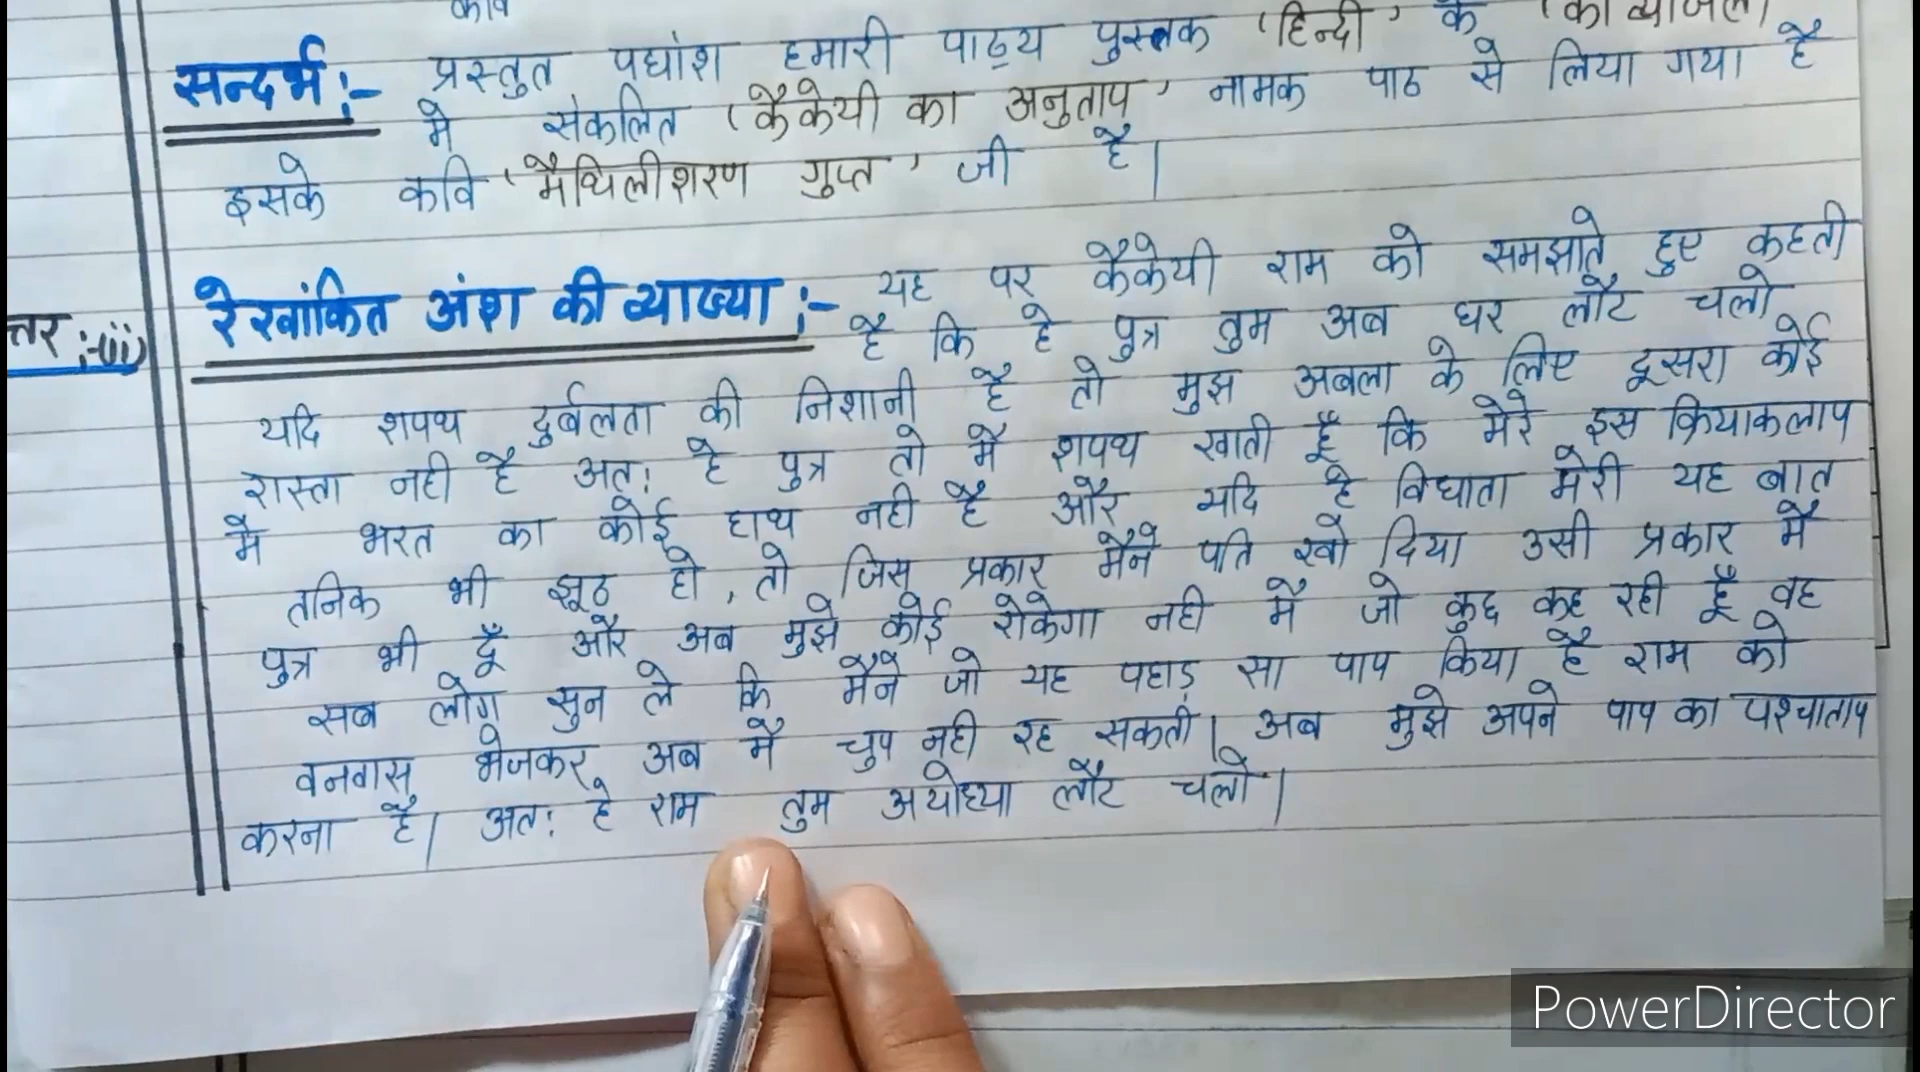 कवि
सन्दर्भ :- प्रस्तुत पद्यांश हमारी पाठ्य पुस्तक 'हिन्दी' के
मे संकलित 'कैकेयी का अनुताप' नामक पाठ से लिया गया है
इसके कवि 'मैथिलीशरण गुप्त' जी है।
त्तर :-(ii)
रेखांकित अंश की व्याख्या :- यह पर कैकेयी राम को समझाते हुए कहती
है कि हे पुत्र तुम अब घर लौट चलो
यदि शपथ दुर्बलता की निशानी है तो मुझ अबला के लिए दूसरा कोई
रास्ता नही है अतः हे पुत्र तो मै शपथ खाती हूँ कि मेरे इस क्रियाकलाप
मे भरत का कोई हाथ नही है और यदि हे विधाता मेरी यह बात
तनिक भी झूठ हो, तो जिस प्रकार मैने पति खो दिया उसी प्रकार मै
पुत्र भी दूँ और अब मुझे कोई रोकेगा नही मै जो कुछ कह रही हूँ वह
सब लोग सुन ले कि मैने जो यह पहाड़ सा पाप किया है राम को
वनवास भेजकर अब मै चुप नही रह सकती। अब मुझे अपने पाप का पश्चाताप
करना है। अतः हे राम तुम अयोध्या लौट चलो।
PowerDirector